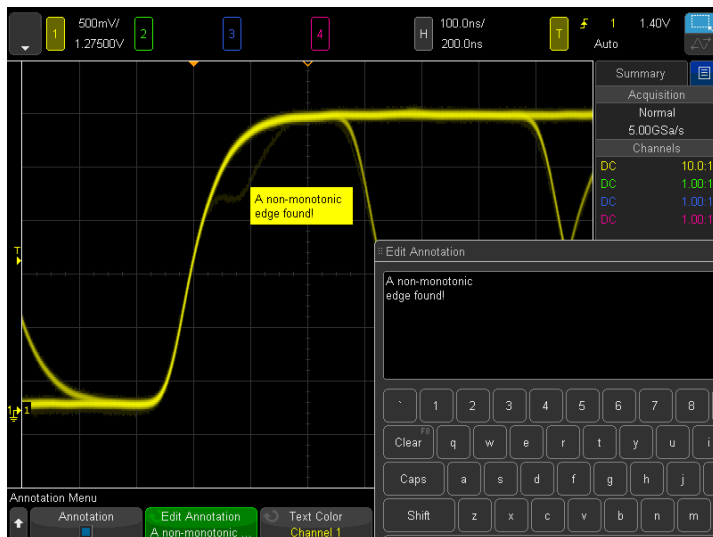 1 500mV/ 2 3 4 H 100.0ns/ T 1 1.40V
1.27500V 200.0ns Auto
Summary
Acquisition
Normal
5.00GSa/s
Channels
DC 10.0:1
DC 1.00:1
DC 1.00:1
DC 1.00:1
A non-monotonic
edge found!
T
Edit Annotation
A non-monotonic
edge found!
1 1
` 1 2 3 4 5 6 7 8
Clear F8 q w e r t y u i
Caps a s d f g h j
Shift z x c v b n m
Annotation Menu
Annotation Edit Annotation Text Color
A non-monotonic ... Channel 1